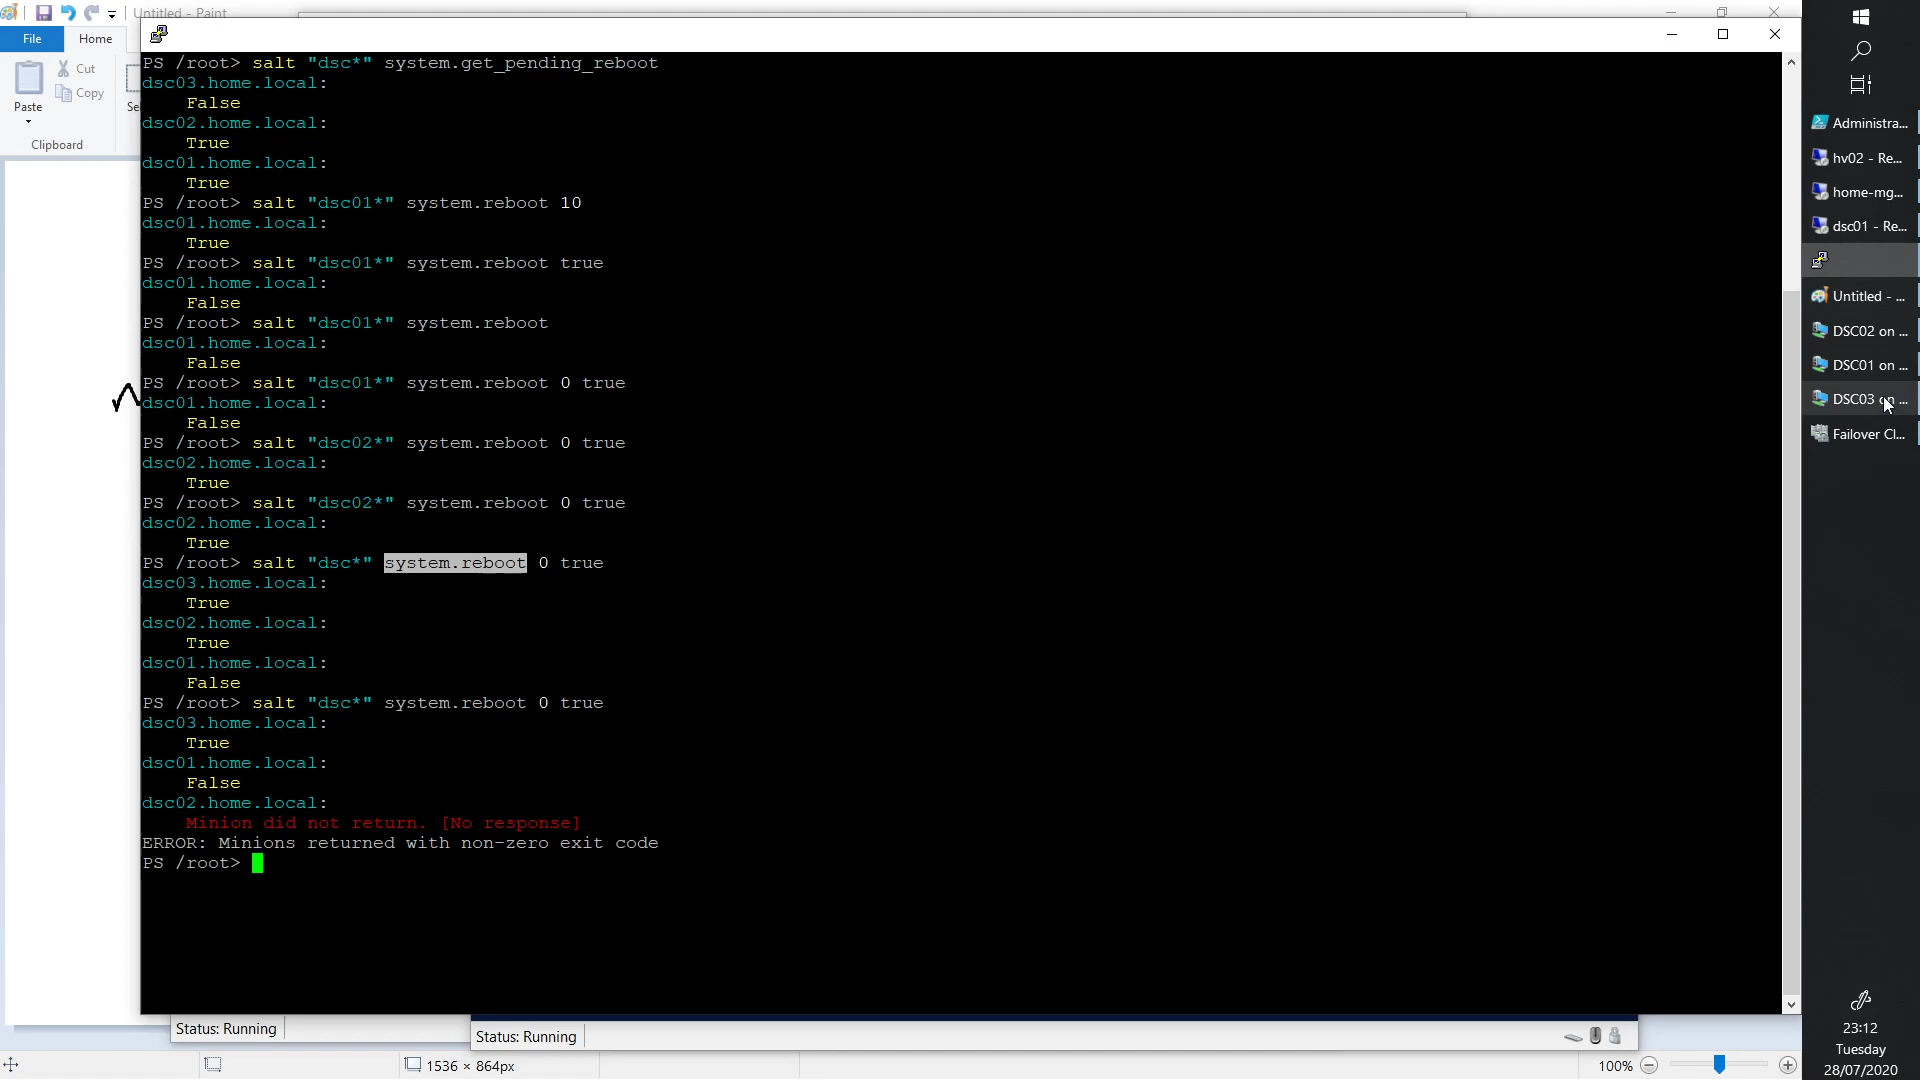 Untitled - Paint
File
Home
Cut
Copy
Paste
Sel
Clipboard
PS /root> salt "dsc*" system.get_pending_reboot
dsc03.home.local:
False
dsc02.home.local:
True
dsc01.home.local:
True
PS /root> salt "dsc01*" system.reboot 10
dsc01.home.local:
True
PS /root> salt "dsc01*" system.reboot true
dsc01.home.local:
False
PS /root> salt "dsc01*" system.reboot
dsc01.home.local:
False
PS /root> salt "dsc01*" system.reboot 0 true
dsc01.home.local:
False
PS /root> salt "dsc02*" system.reboot 0 true
dsc02.home.local:
True
PS /root> salt "dsc02*" system.reboot 0 true
dsc02.home.local:
True
PS /root> salt "dsc*" system.reboot 0 true
dsc03.home.local:
True
dsc02.home.local:
True
dsc01.home.local:
False
PS /root> salt "dsc*" system.reboot 0 true
dsc03.home.local:
True
dsc01.home.local:
False
dsc02.home.local:
Minion did not return. [No response]
ERROR: Minions returned with non-zero exit code
PS /root>
Status: Running
Status: Running
1536 × 864px
100%
Administra...
hv02 - Re...
home-mg...
dsc01 - Re...
Untitled - ...
DSC02 on ...
DSC01 on ...
DSC03 on ...
Failover Cl...
23:12
Tuesday
28/07/2020